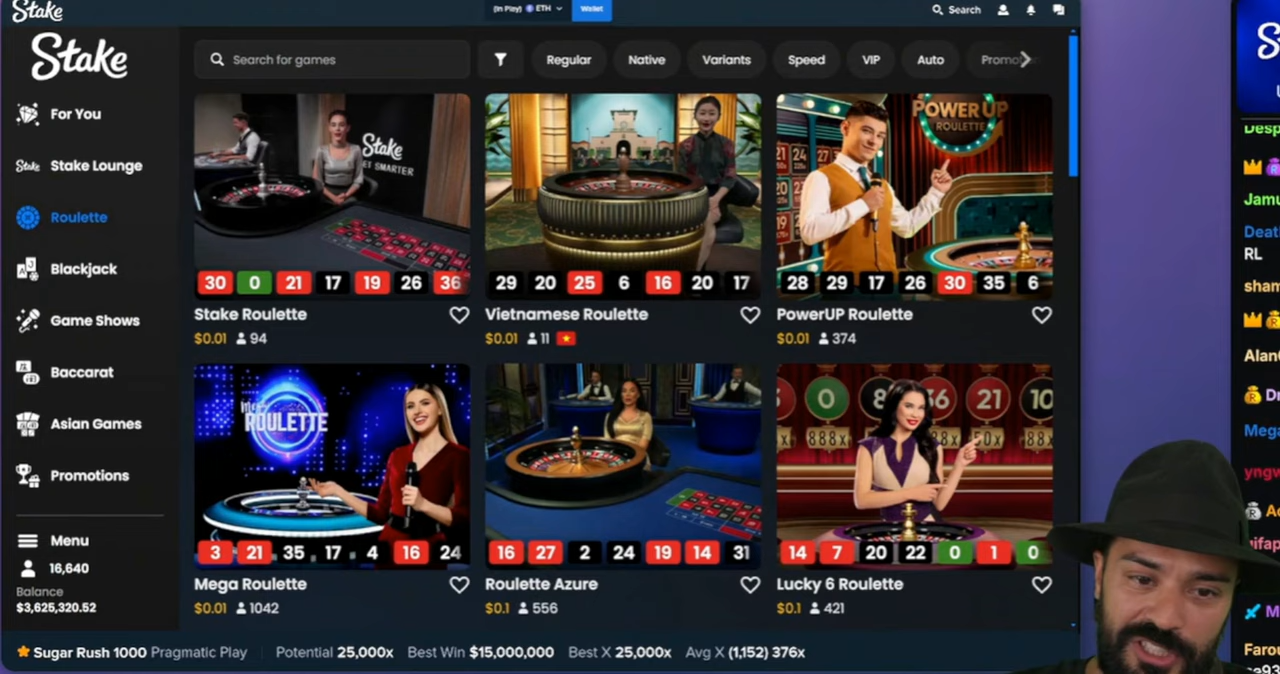 Stake
(In Play) ETH
Wallet
Search
Stake
Search for games
Regular
Native
Variants
Speed
VIP
Auto
For You
Stake Stake Lounge
Roulette
Blackjack
Game Shows
Baccarat
Asian Games
Promotions
Menu
16,640
Balance
$3,625,320.52
Stake
30 0 21 17 19 26 36
Stake Roulette
$0.01 94
29 20 25 6 16 20 17
Vietnamese Roulette
$0.01 11
POWER UP
ROULETTE
28 29 17 26 30 35 6
PowerUP Roulette
$0.01 374
ROULETTE
3 21 35 17 4 16 24
Mega Roulette
$0.01 1042
16 27 2 24 19 14 31
Roulette Azure
$0.1 556
0 8 36 21 10
888x
14 7 20 22 0 1 0
Lucky 6 Roulette
$0.1 421
Sugar Rush 1000 Pragmatic Play
Potential 25,000x
Best Win $15,000,000
Best X 25,000x
Avg X (1,152) 376x
RL